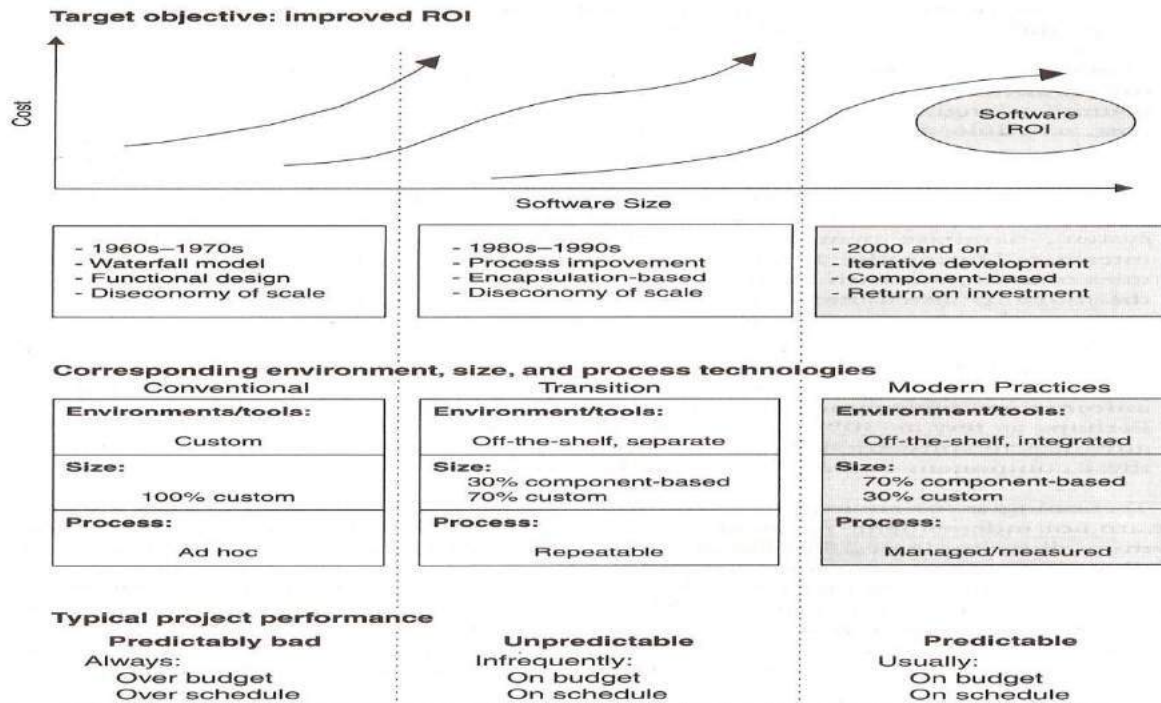 Target objective: improved ROI
Cost
Software
ROI
Software Size
- 1960s–1970s
- Waterfall model
- Functional design
- Diseconomy of scale
- 1980s–1990s
- Process impovement
- Encapsulation-based
- Diseconomy of scale
- 2000 and on
- Iterative development
- Component-based
- Return on investment
Corresponding environment, size, and process technologies
Conventional
Environments/tools:
Custom
Size:
100% custom
Process:
Ad hoc
Transition
Environment/tools:
Off-the-shelf, separate
Size:
30% component-based
70% custom
Process:
Repeatable
Modern Practices
Environment/tools:
Off-the-shelf, integrated
Size:
70% component-based
30% custom
Process:
Managed/measured
Typical project performance
Predictably bad
Always:
Over budget
Over schedule
Unpredictable
Infrequently:
On budget
On schedule
Predictable
Usually:
On budget
On schedule